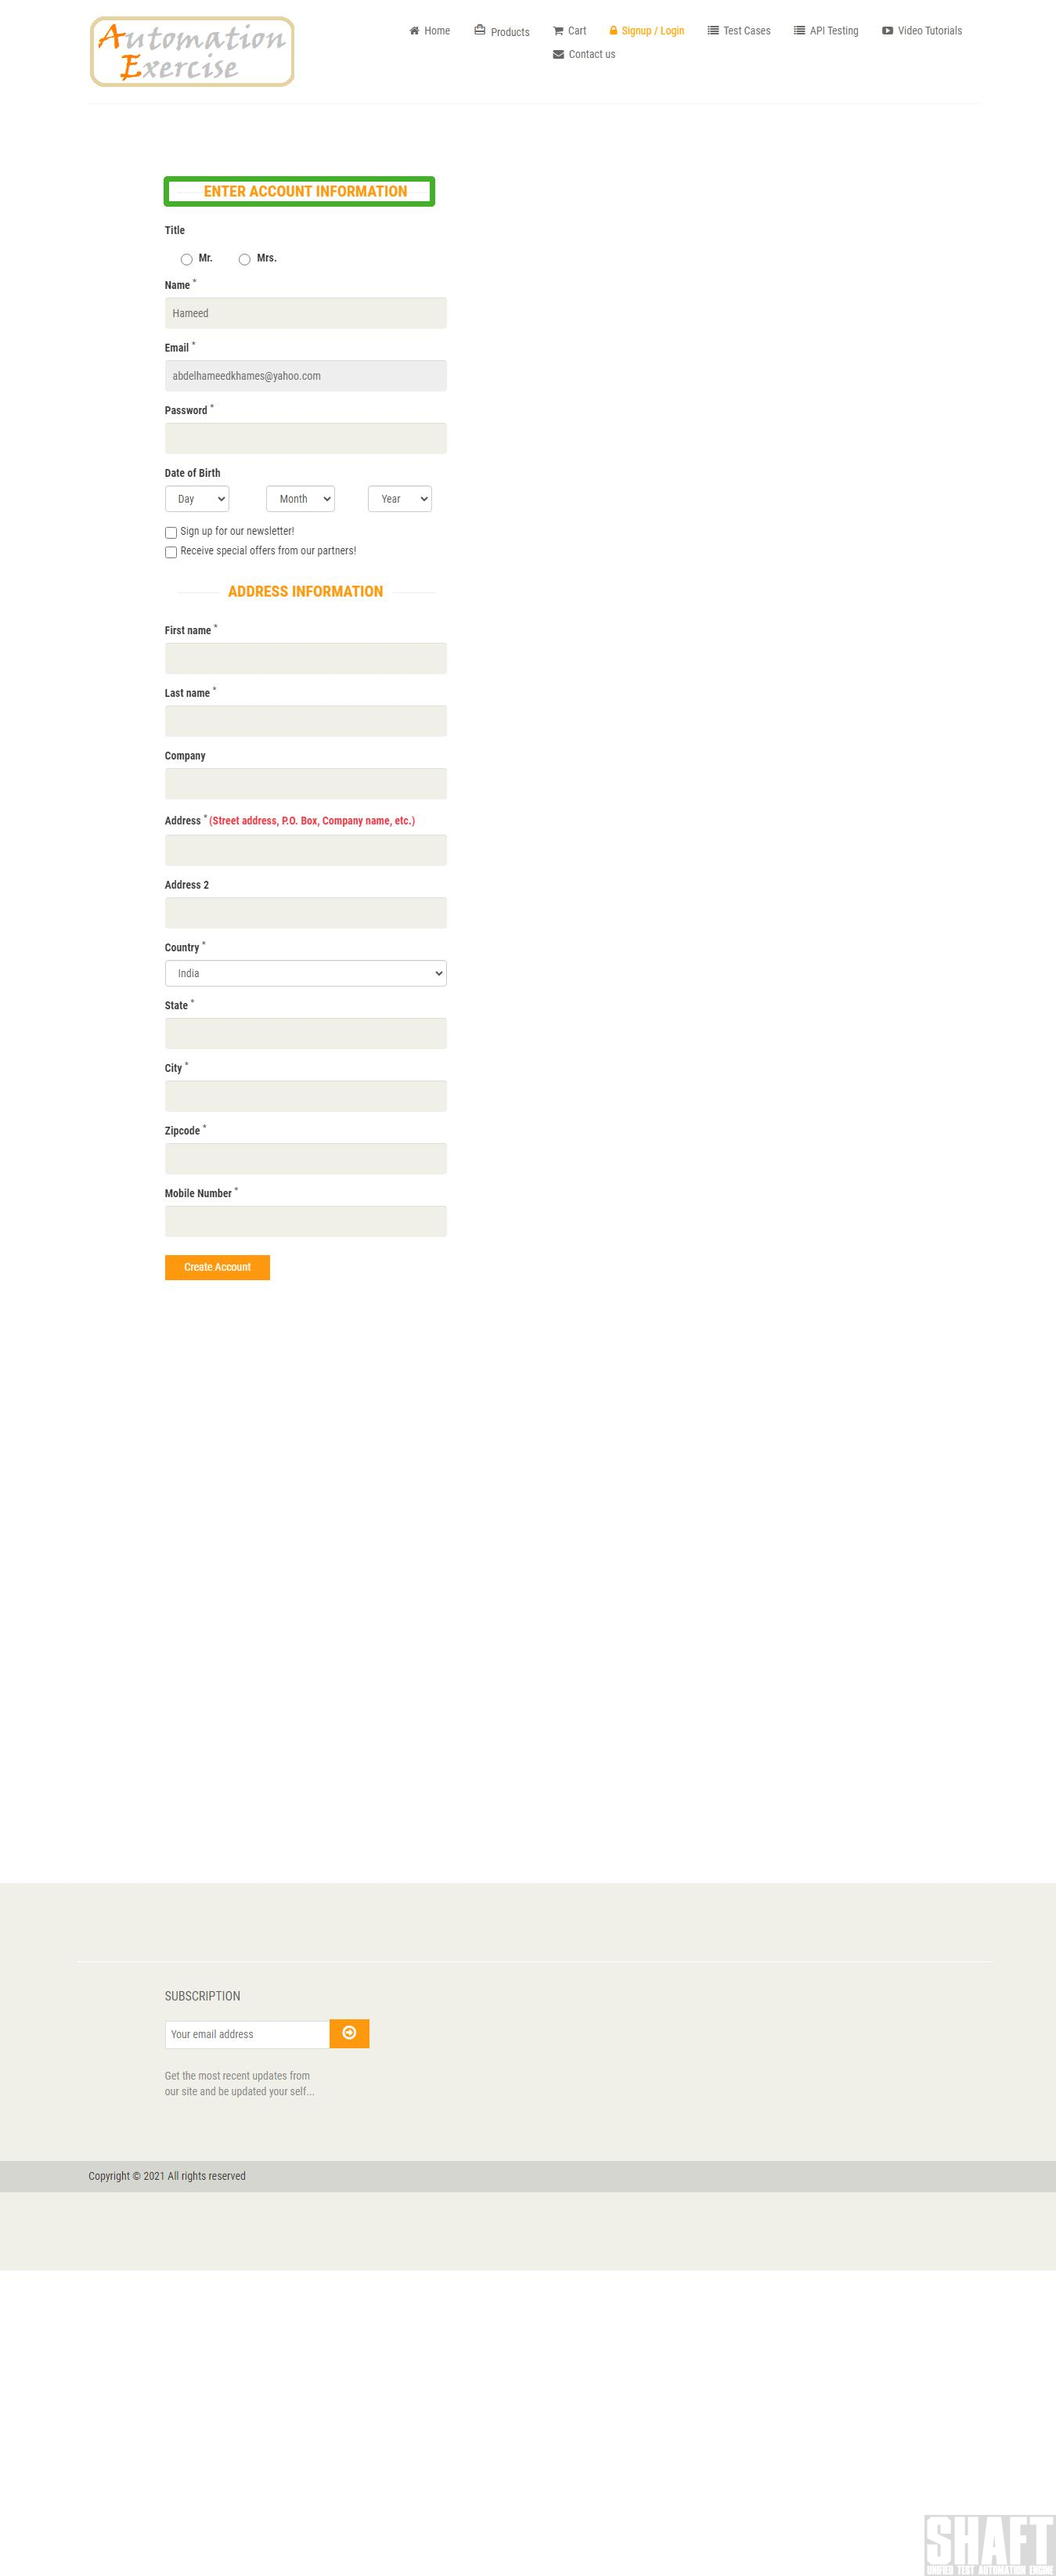 Automation
Exercise
Home Products Cart Signup / Login Test Cases API Testing Video Tutorials
Contact us
ENTER ACCOUNT INFORMATION
Title
Mr. Mrs.
Name *
Hameed
Email *
abdelhameedkhames@yahoo.com
Password *
Date of Birth
Day Month Year
Sign up for our newsletter!
Receive special offers from our partners!
ADDRESS INFORMATION
First name *
Last name *
Company
Address * (Street address, P.O. Box, Company name, etc.)
Address 2
Country *
India
State *
City *
Zipcode *
Mobile Number *
Create Account
SUBSCRIPTION
Your email address
Get the most recent updates from
our site and be updated your self...
Copyright © 2021 All rights reserved
SHAFT
UNIFIED TEST AUTOMATION ENGINE